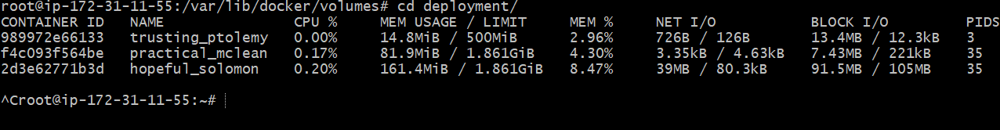 root@ip-172-31-11-55:/var/lib/docker/volumes# cd deployment/
CONTAINER ID   NAME               CPU %     MEM USAGE / LIMIT     MEM %     NET I/O           BLOCK I/O         PIDS
989972e66133   trusting_ptolemy   0.00%     14.8MiB / 500MiB      2.96%     726B / 126B       13.4MB / 12.3kB   3
f4c093f564be   practical_mclean   0.17%     81.9MiB / 1.861GiB    4.30%     3.35kB / 4.63kB   7.43MB / 221kB    35
2d3e62771b3d   hopeful_solomon    0.20%     161.4MiB / 1.861GiB   8.47%     39MB / 80.3kB     91.5MB / 105MB    35
^Croot@ip-172-31-11-55:~#